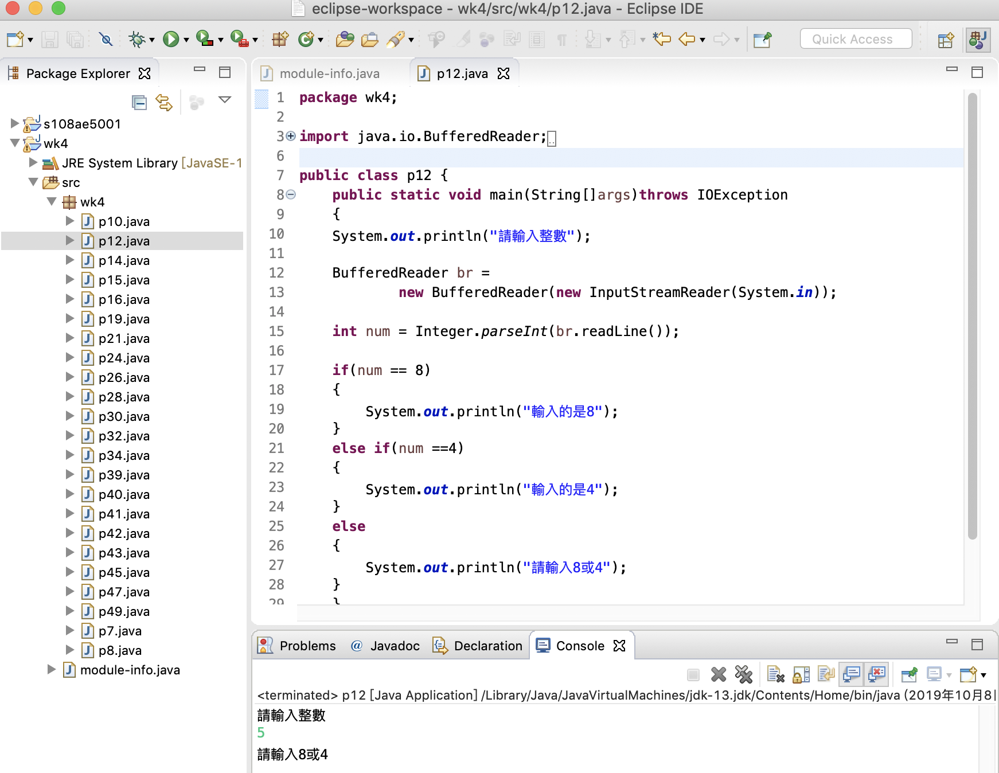 eclipse-workspace - wk4/src/wk4/p12.java - Eclipse IDE
Quick Access
Package Explorer
s108ae5001
wk4
JRE System Library [JavaSE-1
src
wk4
p10.java
p12.java
p14.java
p15.java
p16.java
p19.java
p21.java
p24.java
p26.java
p28.java
p30.java
p32.java
p34.java
p39.java
p40.java
p41.java
p42.java
p43.java
p45.java
p47.java
p49.java
p7.java
p8.java
module-info.java
module-info.java
p12.java
1 package wk4;
2
3 import java.io.BufferedReader;
6
7 public class p12 {
8 public static void main(String[]args)throws IOException
9 {
10 System.out.println("請輸入整數");
11
12 BufferedReader br =
13 new BufferedReader(new InputStreamReader(System.in));
14
15 int num = Integer.parseInt(br.readLine());
16
17 if(num == 8)
18 {
19 System.out.println("輸入的是8");
20 }
21 else if(num ==4)
22 {
23 System.out.println("輸入的是4");
24 }
25 else
26 {
27 System.out.println("請輸入8或4");
28 }
29 }
Problems
Javadoc
Declaration
Console
<terminated> p12 [Java Application] /Library/Java/JavaVirtualMachines/jdk-13.jdk/Contents/Home/bin/java (2019年10月8
請輸入整數
5
請輸入8或4